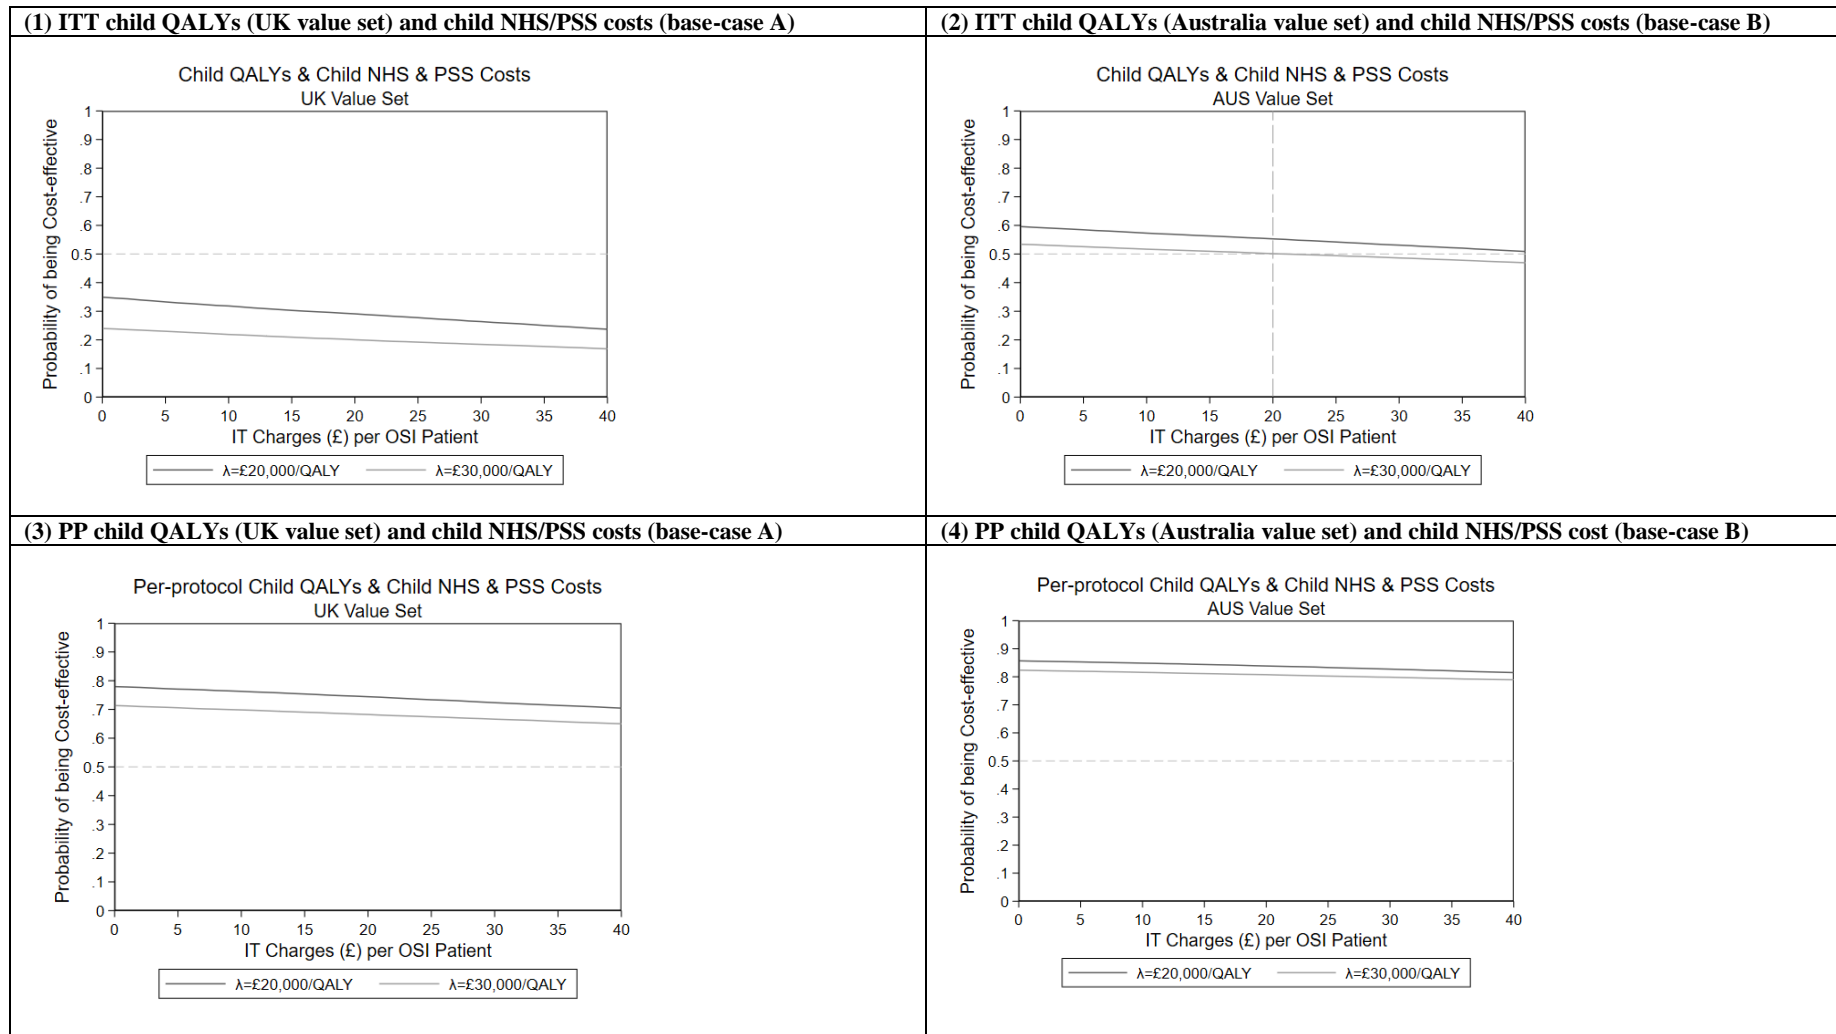 (1) ITT child QALYs (UK value set) and child NHS/PSS costs (base-case A)
Child QALYs & Child NHS & PSS Costs
UK Value Set
Probability of being Cost-effective
1
.9
.8
.7
.6
0.5
.4
.3
.2
.1
0
0 5 10 15 20 25 30 35 40
IT Charges (£) per OSI Patient
λ=£20,000/QALY λ=£30,000/QALY
(2) ITT child QALYs (Australia value set) and child NHS/PSS costs (base-case B)
Child QALYs & Child NHS & PSS Costs
AUS Value Set
Probability of being Cost-effective
1
.9
.8
.7
.6
0.5
.4
.3
.2
.1
0
0 5 10 15 20 25 30 35 40
IT Charges (£) per OSI Patient
λ=£20,000/QALY λ=£30,000/QALY
(3) PP child QALYs (UK value set) and child NHS/PSS costs (base-case A)
Per-protocol Child QALYs & Child NHS & PSS Costs
UK Value Set
Probability of being Cost-effective
1
.9
.8
.7
.6
0.5
.4
.3
.2
.1
0
0 5 10 15 20 25 30 35 40
IT Charges (£) per OSI Patient
λ=£20,000/QALY λ=£30,000/QALY
(4) PP child QALYs (Australia value set) and child NHS/PSS cost (base-case B)
Per-protocol Child QALYs & Child NHS & PSS Costs
AUS Value Set
Probability of being Cost-effective
1
.9
.8
.7
.6
0.5
.4
.3
.2
.1
0
0 5 10 15 20 25 30 35 40
IT Charges (£) per OSI Patient
λ=£20,000/QALY λ=£30,000/QALY